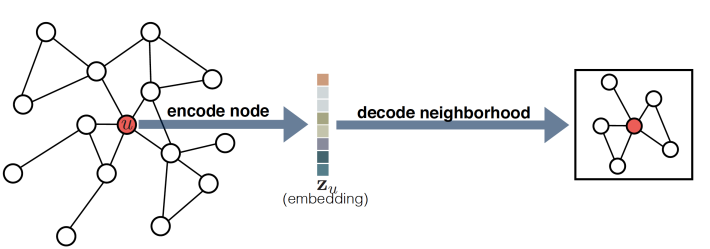 encode node
decode neighborhood
u
z_u
(embedding)